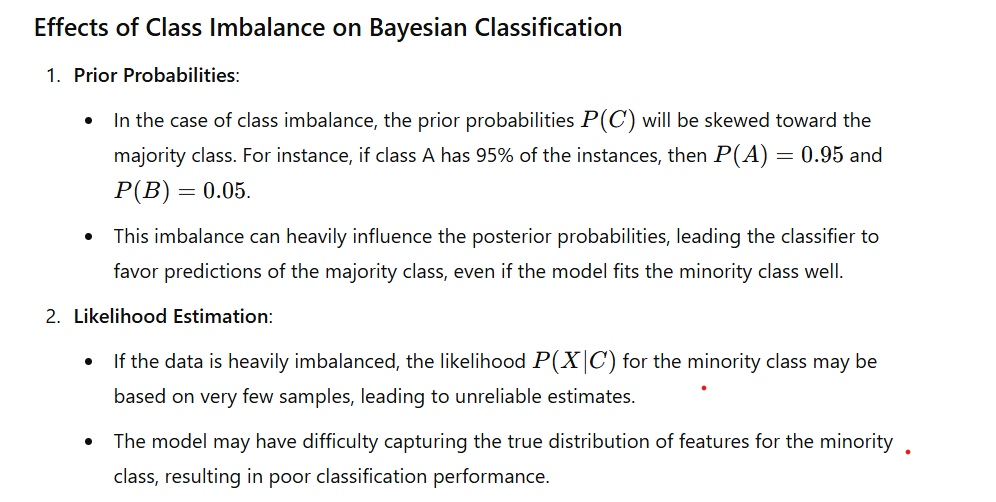 Effects of Class Imbalance on Bayesian Classification
1. Prior Probabilities:
• In the case of class imbalance, the prior probabilities P(C) will be skewed toward the
majority class. For instance, if class A has 95% of the instances, then P(A) = 0.95 and
P(B) = 0.05.
• This imbalance can heavily influence the posterior probabilities, leading the classifier to
favor predictions of the majority class, even if the model fits the minority class well.
2. Likelihood Estimation:
• If the data is heavily imbalanced, the likelihood P(X|C) for the minority class may be
based on very few samples, leading to unreliable estimates.
• The model may have difficulty capturing the true distribution of features for the minority
class, resulting in poor classification performance.